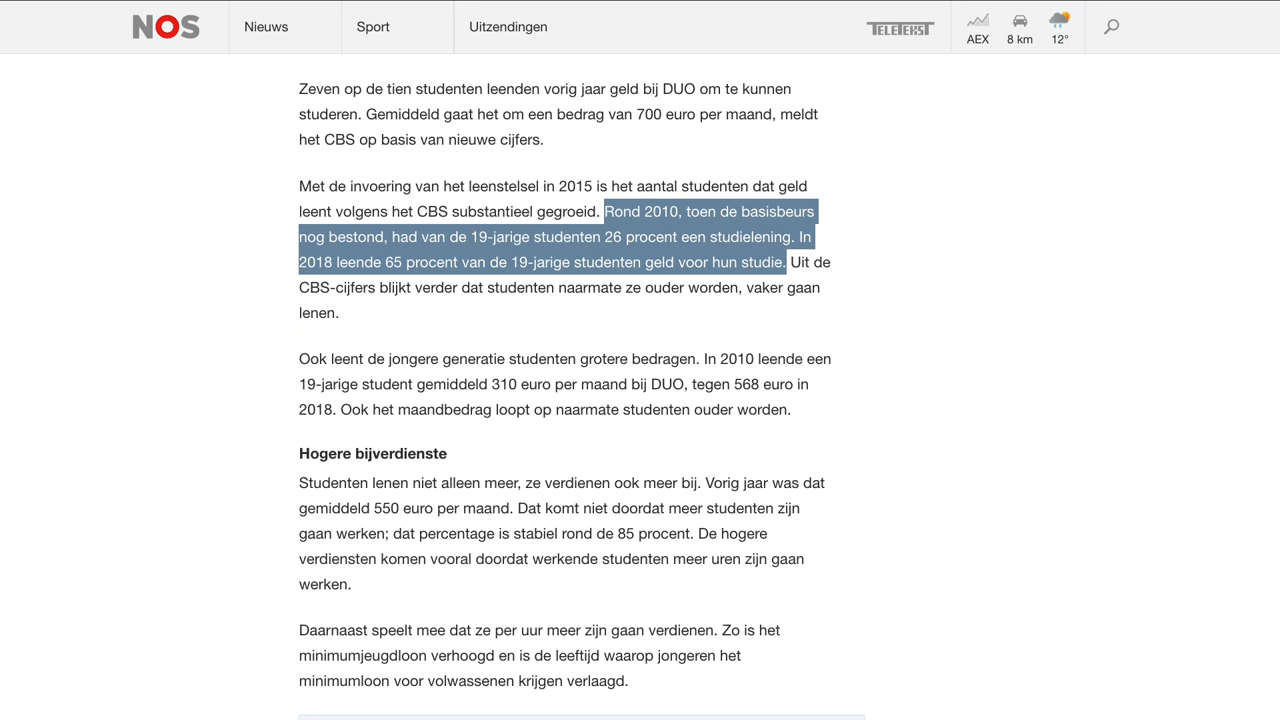 NOS Nieuws Sport Uitzendingen TELETEKST AEX 8 km 12°
Zeven op de tien studenten leenden vorig jaar geld bij DUO om te kunnen
studeren. Gemiddeld gaat het om een bedrag van 700 euro per maand, meldt
het CBS op basis van nieuwe cijfers.
Met de invoering van het leenstelsel in 2015 is het aantal studenten dat geld
leent volgens het CBS substantieel gegroeid. Rond 2010, toen de basisbeurs
nog bestond, had van de 19-jarige studenten 26 procent een studielening. In
2018 leende 65 procent van de 19-jarige studenten geld voor hun studie. Uit de
CBS-cijfers blijkt verder dat studenten naarmate ze ouder worden, vaker gaan
lenen.
Ook leent de jongere generatie studenten grotere bedragen. In 2010 leende een
19-jarige student gemiddeld 310 euro per maand bij DUO, tegen 568 euro in
2018. Ook het maandbedrag loopt op naarmate studenten ouder worden.
Hogere bijverdienste
Studenten lenen niet alleen meer, ze verdienen ook meer bij. Vorig jaar was dat
gemiddeld 550 euro per maand. Dat komt niet doordat meer studenten zijn
gaan werken; dat percentage is stabiel rond de 85 procent. De hogere
verdiensten komen vooral doordat werkende studenten meer uren zijn gaan
werken.
Daarnaast speelt mee dat ze per uur meer zijn gaan verdienen. Zo is het
minimumjeugdloon verhoogd en is de leeftijd waarop jongeren het
minimumloon voor volwassenen krijgen verlaagd.